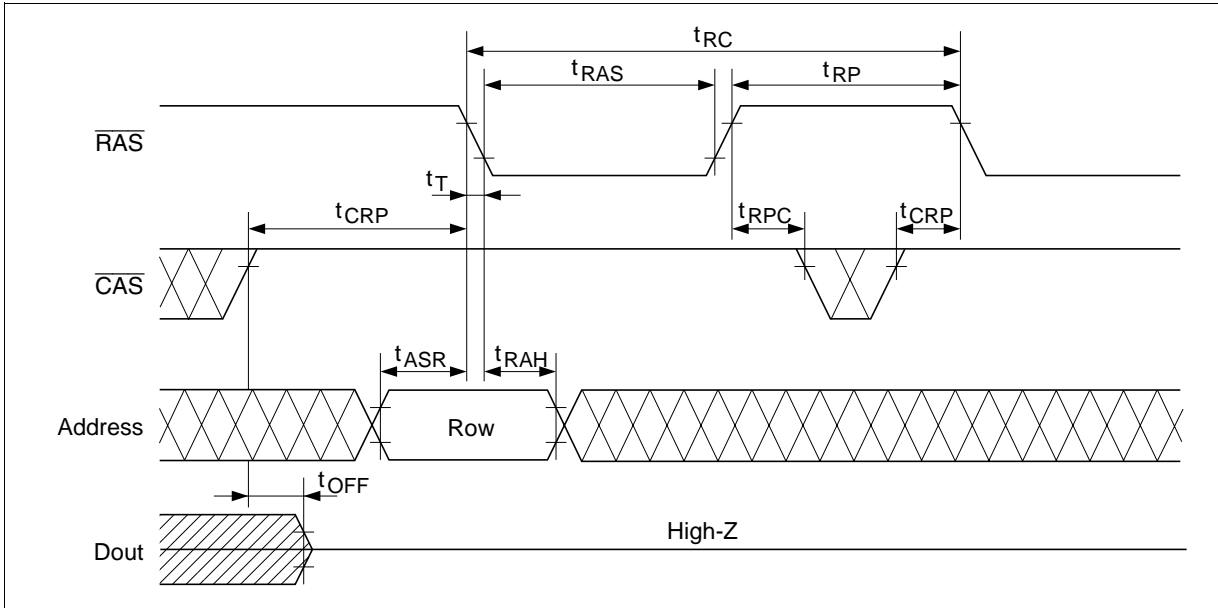 tRC
tRAS
tRP
RAS
tT
tCRP
tRPC
tCRP
CAS
tASR
tRAH
Address
Row
tOFF
High-Z
Dout